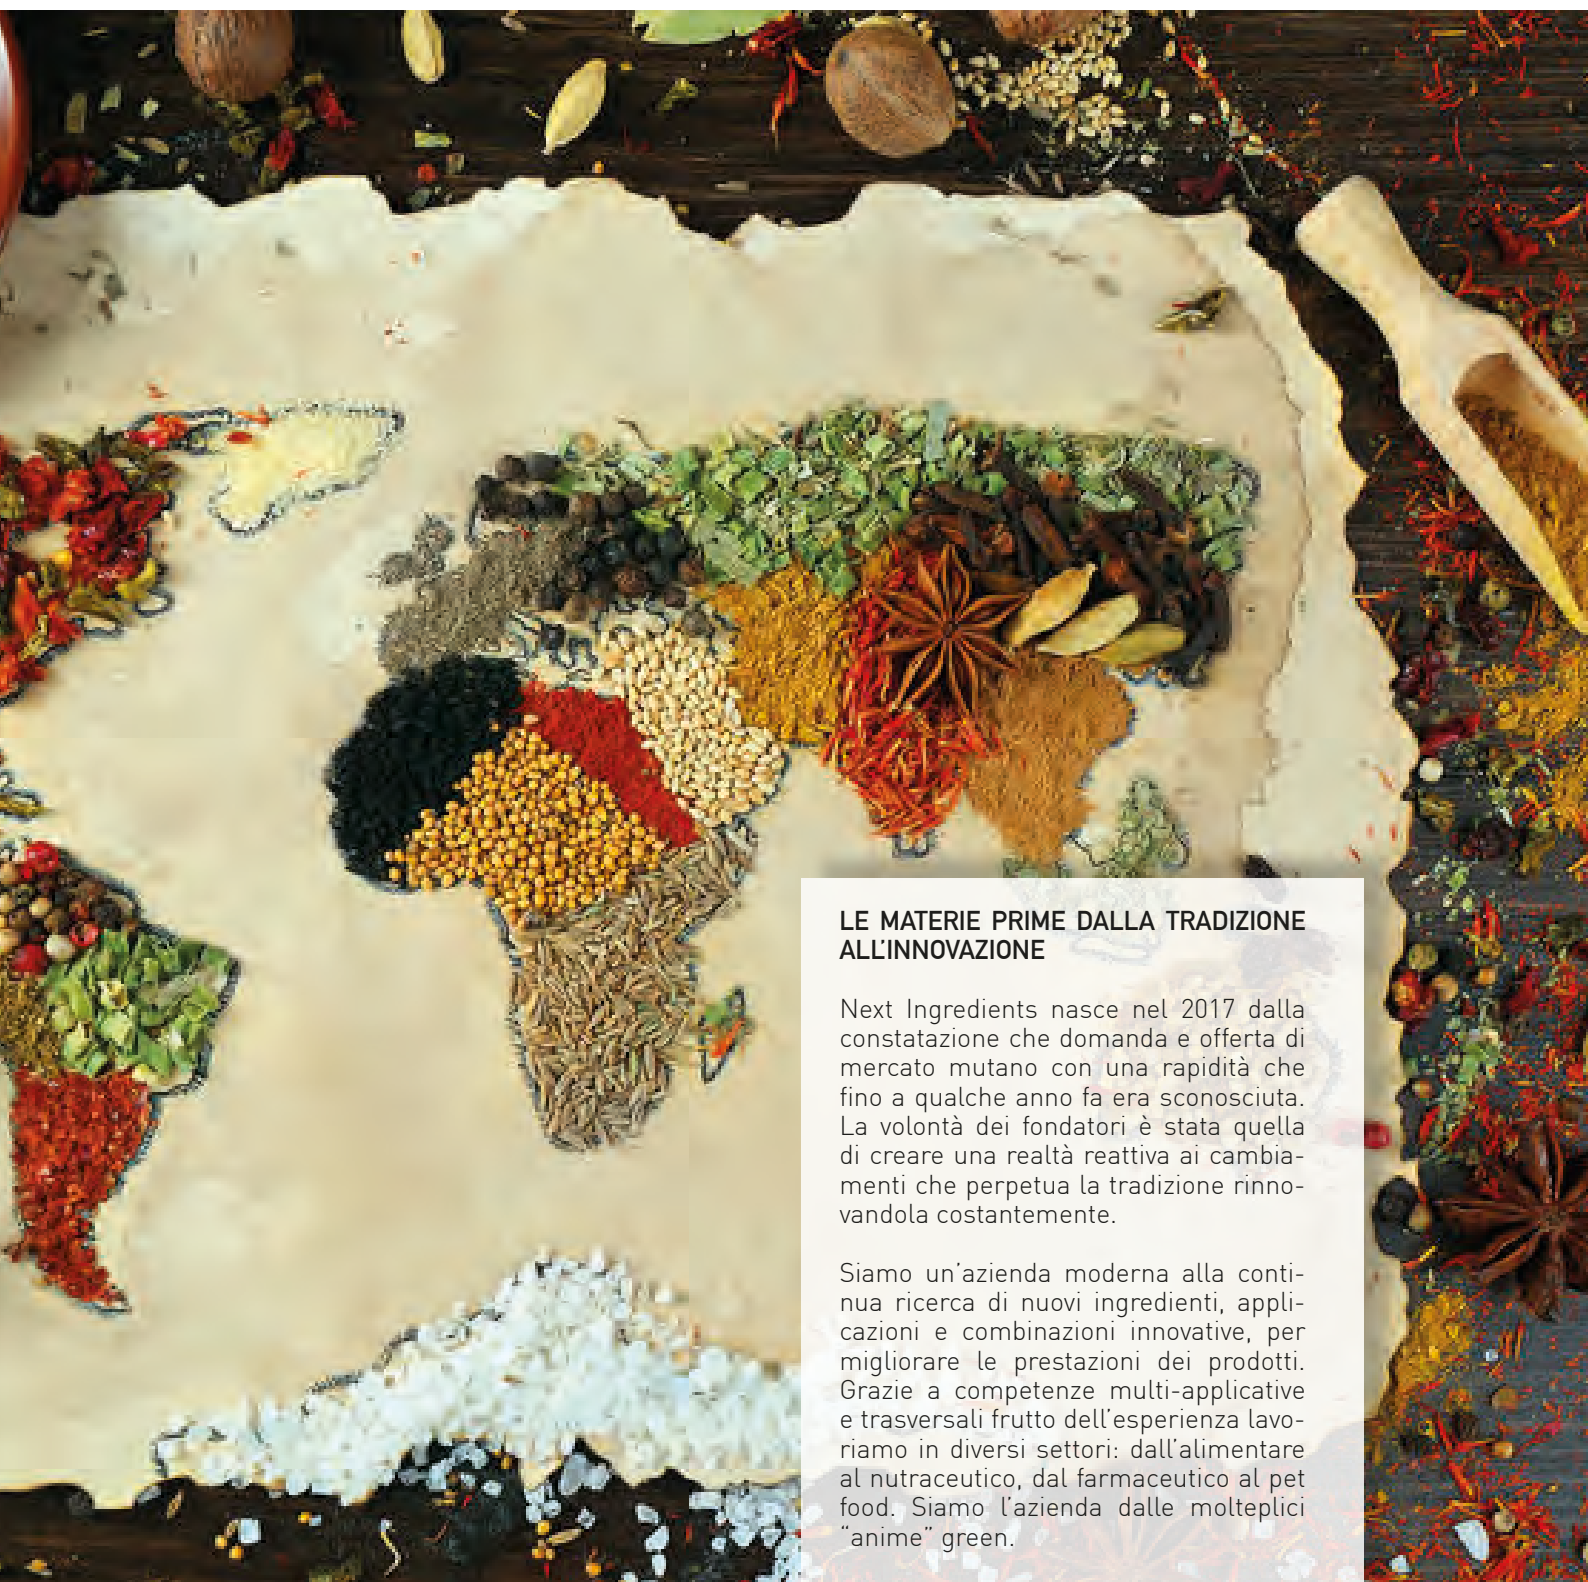 LE MATERIE PRIME DALLA TRADIZIONE
ALL'INNOVAZIONE
Next Ingredients nasce nel 2017 dalla
constatazione che domanda e offerta di
mercato mutano con una rapidità che
fino a qualche anno fa era sconosciuta.
La volontà dei fondatori è stata quella
di creare una realtà reattiva ai cambia-
menti che perpetua la tradizione rinno-
vandola costantemente.
Siamo un'azienda moderna alla conti-
nua ricerca di nuovi ingredienti, appli-
cazioni e combinazioni innovative, per
migliorare le prestazioni dei prodotti.
Grazie a competenze multi-applicative
e trasversali frutto dell'esperienza lavo-
riamo in diversi settori: dall'alimentare
al nutraceutico, dal farmaceutico al pet
food. Siamo l'azienda dalle molteplici
“anime” green.